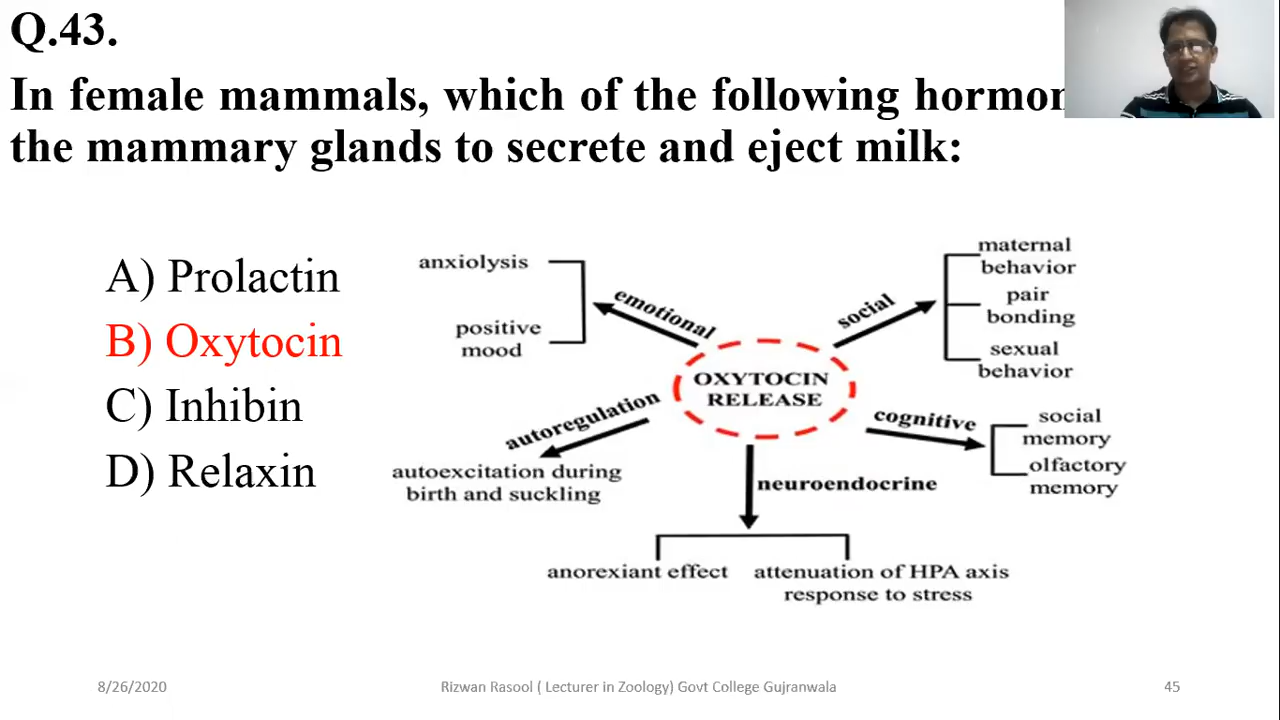 Q.43.
In female mammals, which of the following
the mammary glands to secrete and eject milk:
A) Prolactin
B) Oxytocin
C) Inhibin
D) Relaxin
anxiolysis
positive
mood
emotional
social
maternal
behavior
pair
bonding
sexual
behavior
OXYTOCIN
RELEASE
autoregulation
autoexcitation during
birth and suckling
cognitive
social
memory
olfactory
memory
neuroendocrine
anorexiant effect
attenuation of HPA axis
response to stress
8/26/2020
Rizwan Rasool ( Lecturer in Zoology) Govt College Gujranwala
45